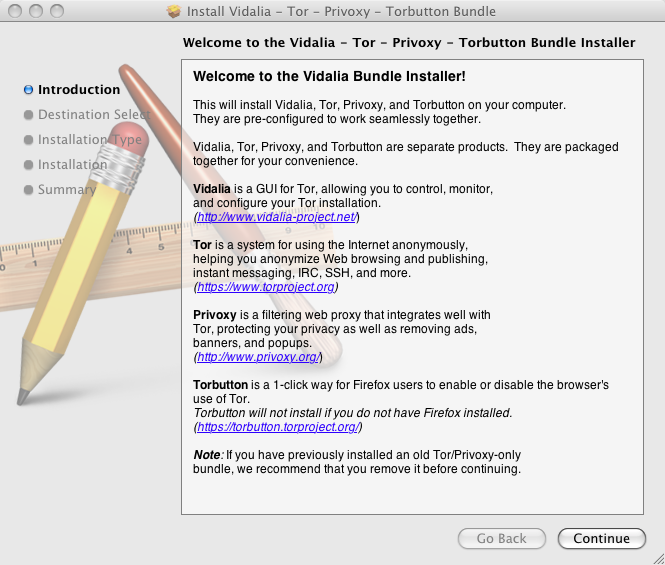 Install Vidalia - Tor - Privoxy - Torbutton Bundle
Welcome to the Vidalia - Tor - Privoxy - Torbutton Bundle Installer
Introduction
Destination Select
Installation Type
Installation
Summary
Welcome to the Vidalia Bundle Installer!
This will install Vidalia, Tor, Privoxy, and Torbutton on your computer.
They are pre-configured to work seamlessly together.
Vidalia, Tor, Privoxy, and Torbutton are separate products.  They are packaged
together for your convenience.
Vidalia is a GUI for Tor, allowing you to control, monitor,
and configure your Tor installation.
(http://www.vidalia-project.net/)
Tor is a system for using the Internet anonymously,
helping you anonymize Web browsing and publishing,
instant messaging, IRC, SSH, and more.
(https://www.torproject.org)
Privoxy is a filtering web proxy that integrates well with
Tor, protecting your privacy as well as removing ads,
banners, and popups.
(http://www.privoxy.org/)
Torbutton is a 1-click way for Firefox users to enable or disable the browser's
use of Tor.
Torbutton will not install if you do not have Firefox installed.
(https://torbutton.torproject.org/)
Note: If you have previously installed an old Tor/Privoxy-only
bundle, we recommend that you remove it before continuing.
Go Back
Continue